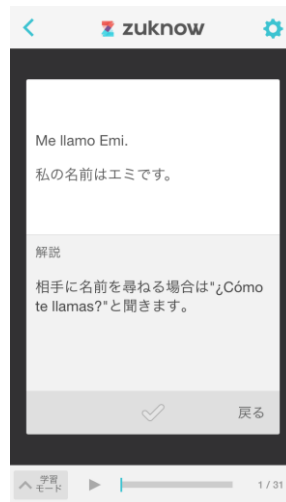 zuknow
Me llamo Emi.
私の名前はエミです。
解説
相手に名前を尋ねる場合は"¿Cómo
te llamas?"と聞きます。
戻る
学習
モード
1 / 31